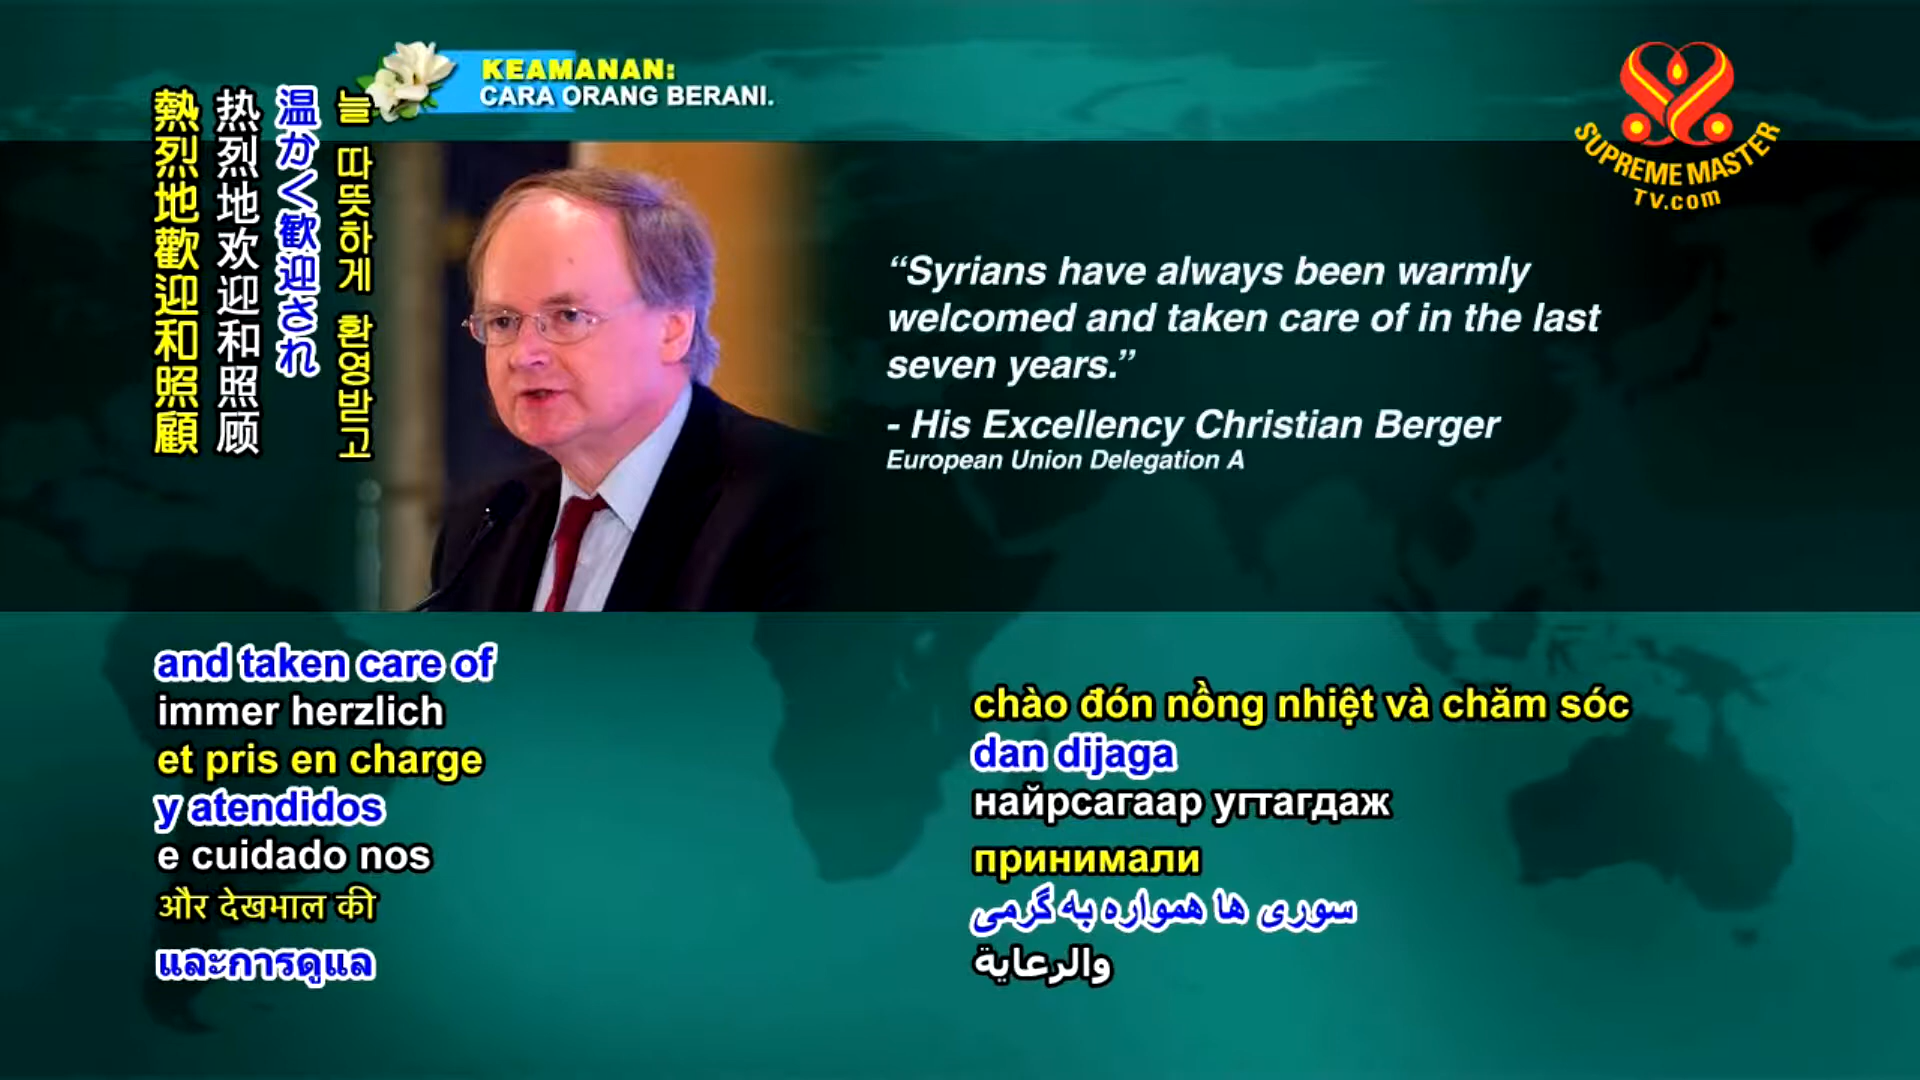 KEAMANAN:
CARA ORANG BERANI.
SUPREME MASTER
TV.com
熱烈地歡迎和照顧
热烈地欢迎和照顾
温かく歓迎され
늘 따뜻하게 환영받고
“Syrians have always been warmly
welcomed and taken care of in the last
seven years.”
- His Excellency Christian Berger
European Union Delegation A
and taken care of
immer herzlich
et pris en charge
y atendidos
e cuidado nos
और देखभाल की
และการดูแล
chào đón nồng nhiệt và chăm sóc
dan dijaga
найрсагаар угтагдаж
принимали
سوری ها همواره به گرمی
والرعاية